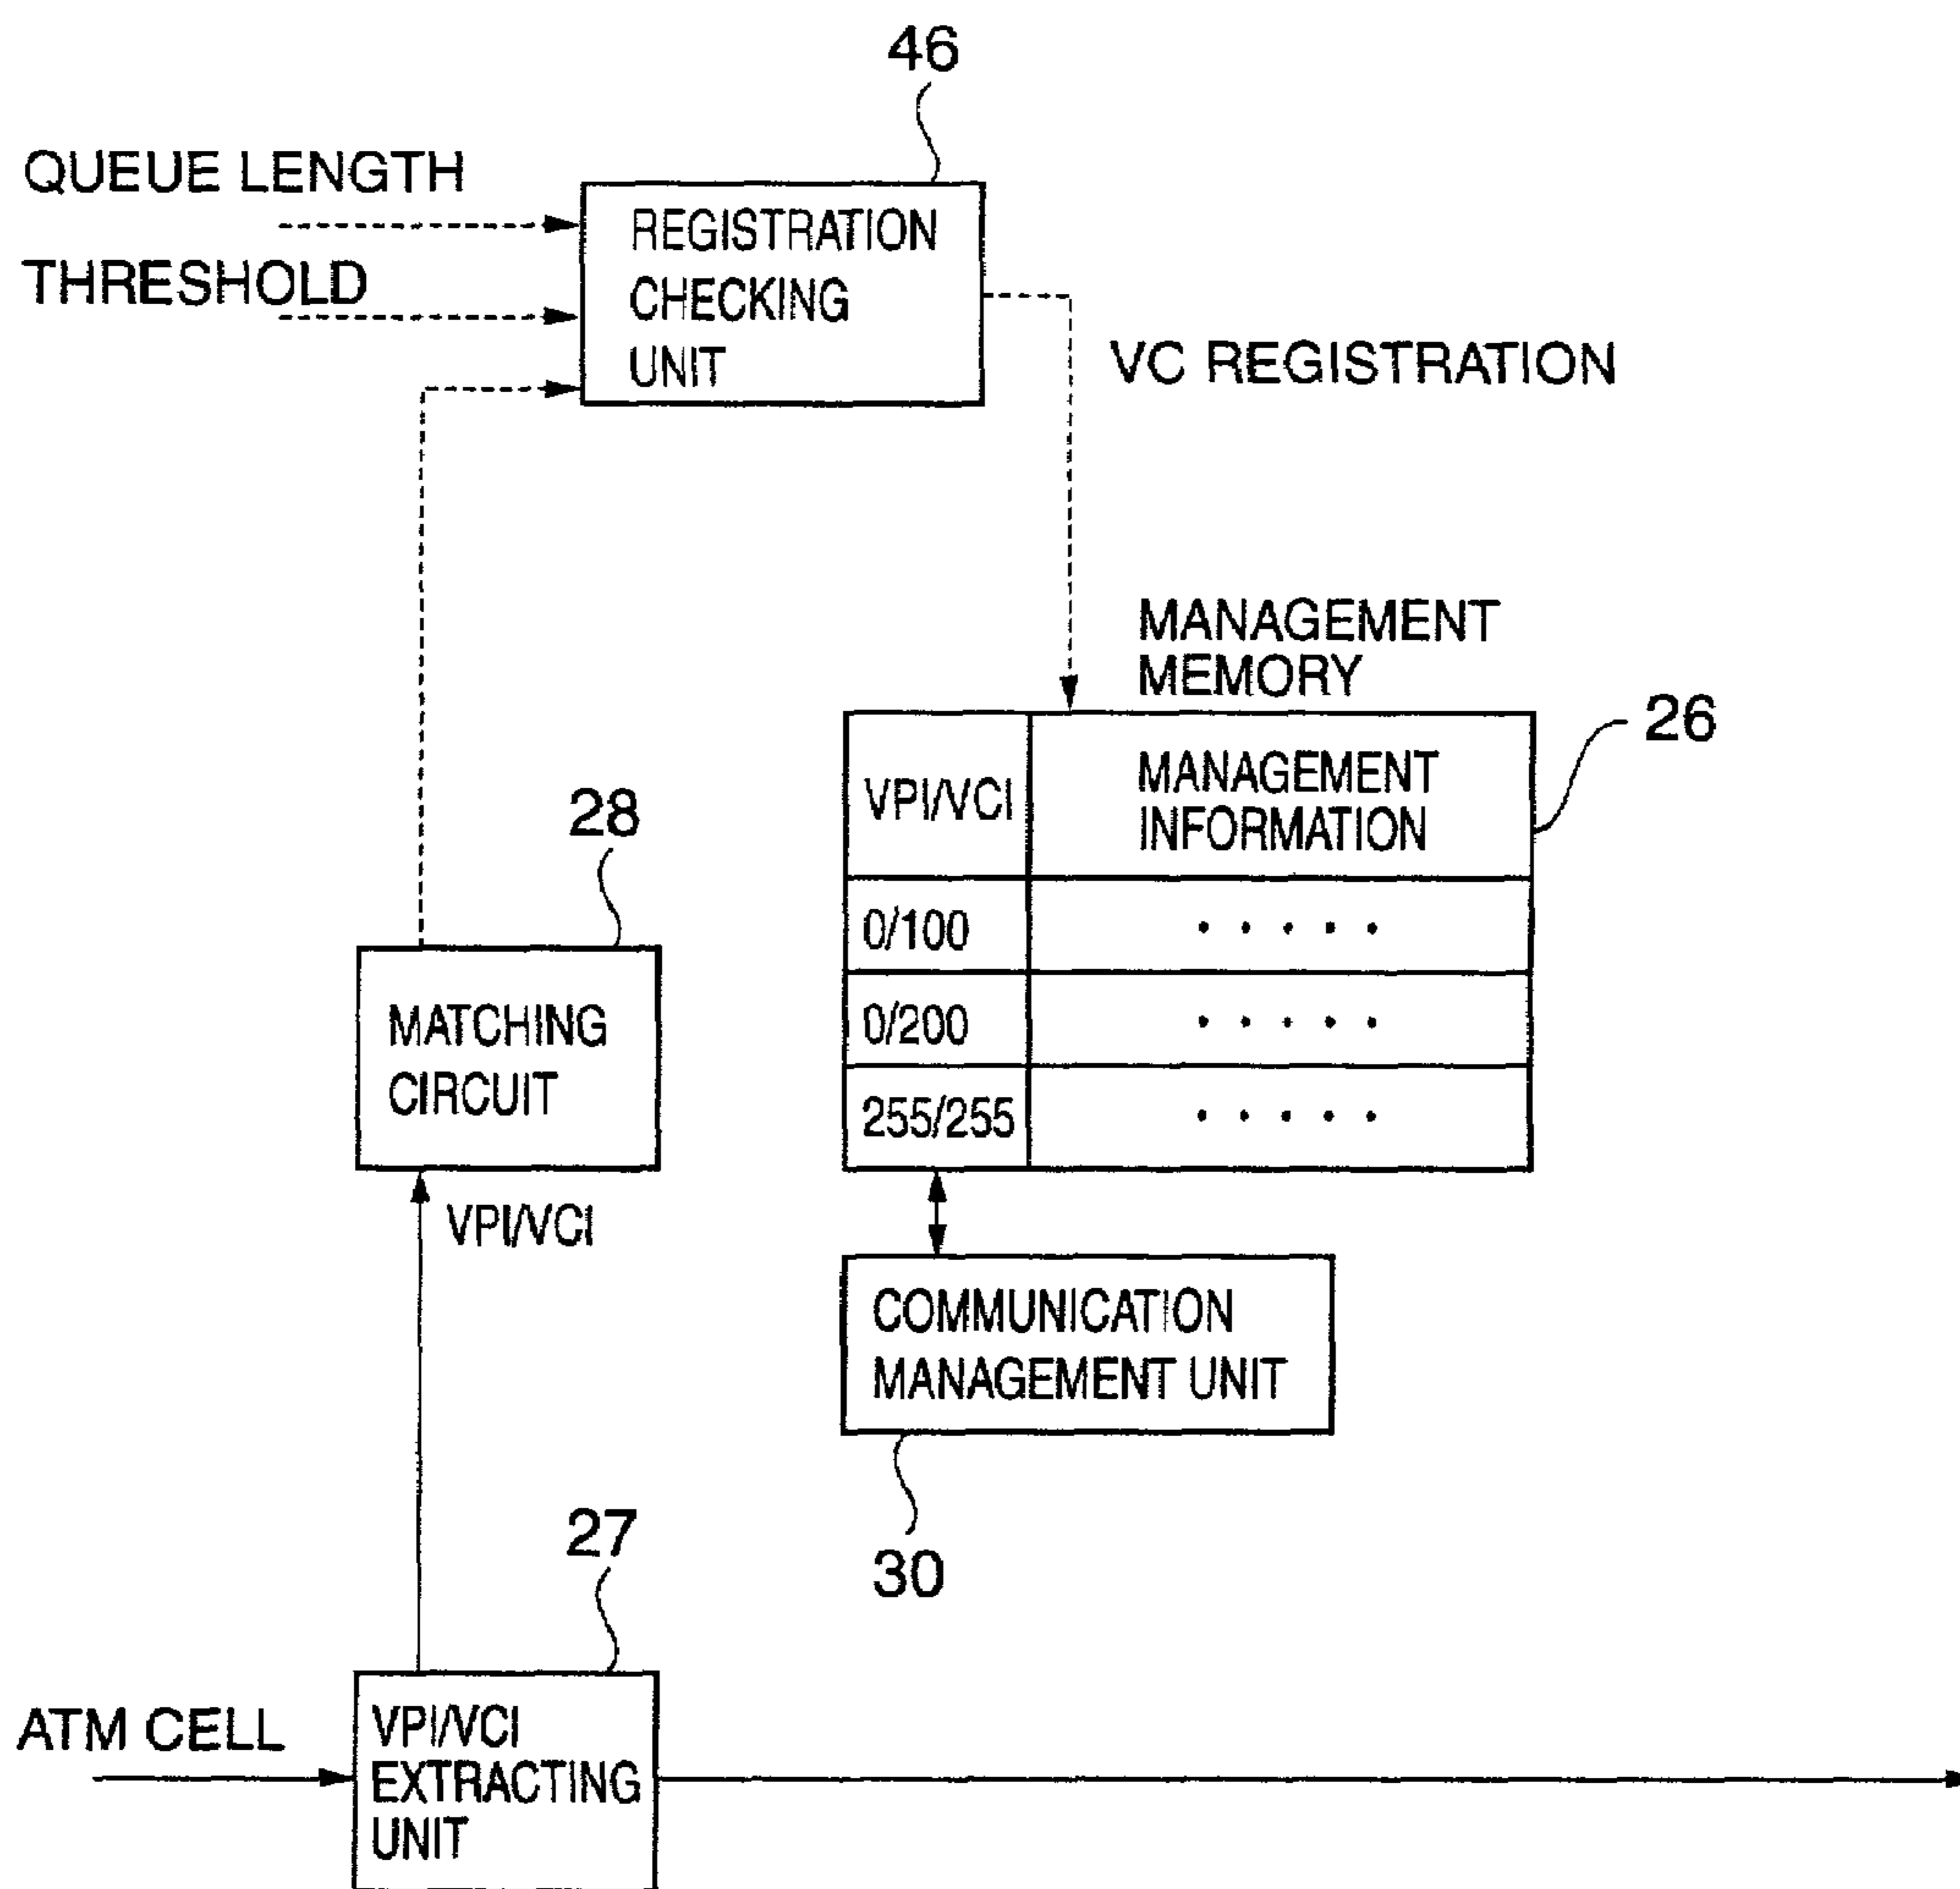 46
QUEUE LENGTH
THRESHOLD
REGISTRATION
CHECKING
UNIT
VC REGISTRATION
MANAGEMENT
MEMORY
26
VPI/VCI
MANAGEMENT
INFORMATION
0/100
• • • • •
0/200
• • • • •
255/255
• • • • •
28
MATCHING
CIRCUIT
VPI/VCI
COMMUNICATION
MANAGEMENT UNIT
30
27
ATM CELL
VPI/VCI
EXTRACTING
UNIT